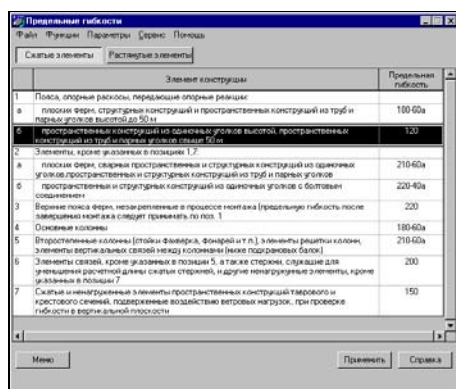 Предельные гибкости
Файл Функции Параметры Сервис Помощь
Сжатые элементы Растянутые элементы
Элемент конструкции Предельная гибкость
1 Пояса, опорные раскосы, передающие опорные реакции:
а плоских ферм, структурных конструкций и пространственных конструкций из труб и 180-60a
парных уголков высотой до 50 м
б пространственных конструкций из одиночных уголков высотой, пространственных 120
конструкций из труб и парных уголков свыше 50 м
2 Элементы, кроме указанных в позициях 1,7:
а плоских ферм, сварных пространственных и структурных конструкций из одиночных 210-60a
уголков,пространственных и структурных конструкций из труб и парных уголков
б пространственных и структурных конструкций из одиночных уголков с болтовым 220-40a
соединением
3 Верхние пояса ферм, незакрепленные в процессе монтажа (предельную гибкость после 220
завершения монтажа следует принимать по поз. 1
4 Основные колонны 180-60a
5 Второстепенные колонны (стойки фахверка, фонарей и т.п.), элементы решетки колонн, 210-60a
элементы вертикальных связей между колоннами (ниже подкрановых балок)
6 Элементы связей, кроме указанных в позиции 5, а также стержни, служащие для 200
уменьшения расчетной длины сжатых стержней, и другие ненагруженные элементы, кроме
указанных в позиции 7
7 Сжатые и ненагруженные элементы пространственных конструкций таврового и 150
крестового сечений, подверженные воздействию ветровых нагрузок, при проверке
гибкости в вертикальной плоскости
Меню Применить Справка